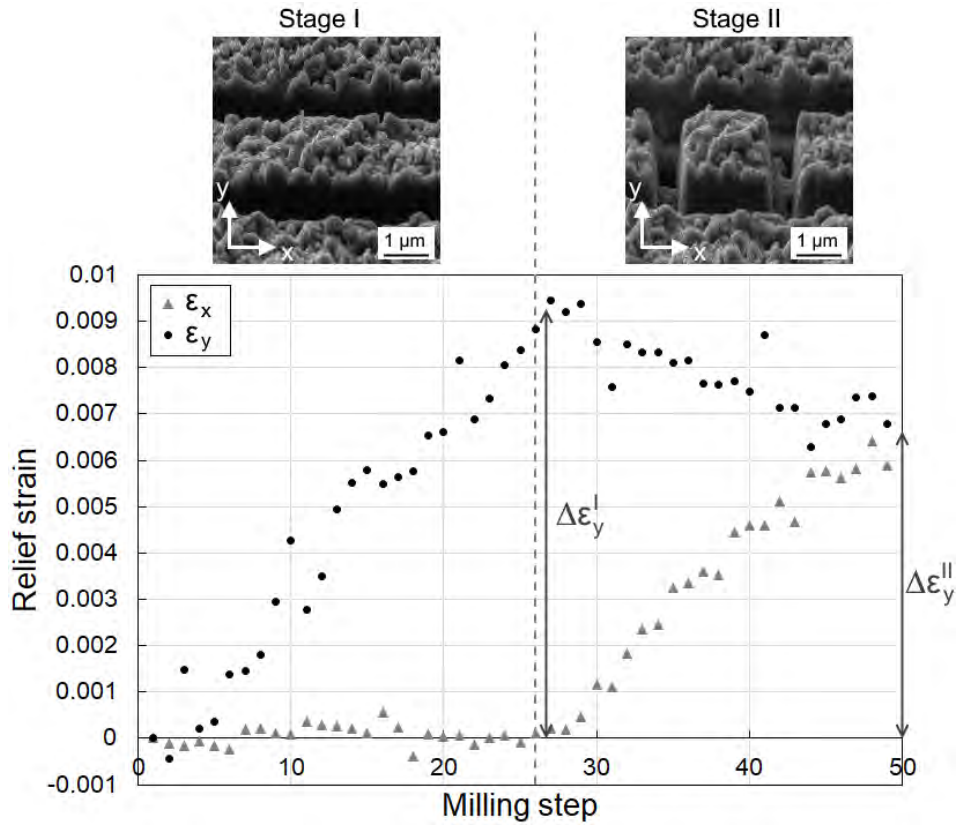 Stage I
Stage II
y
x
1 µm
y
x
1 µm
0.01
0.009
0.008
0.007
0.006
0.005
0.004
0.003
0.002
0.001
0
-0.001
εx
εy
Δεy^I
Δεy^II
0
10
20
30
40
50
Relief strain
Milling step